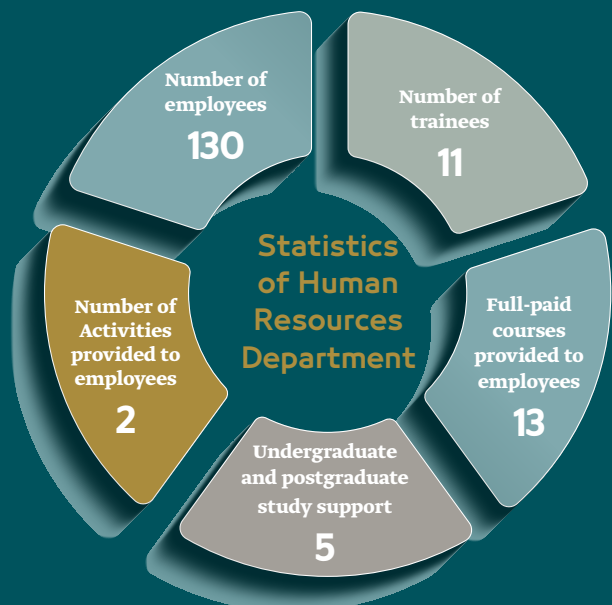 Number of
employees
130
Number of
trainees
11
Statistics
of Human
Resources
Department
Number of
Activities
provided to
employees
2
Full-paid
courses
provided to
employees
13
Undergraduate
and postgraduate
study support
5